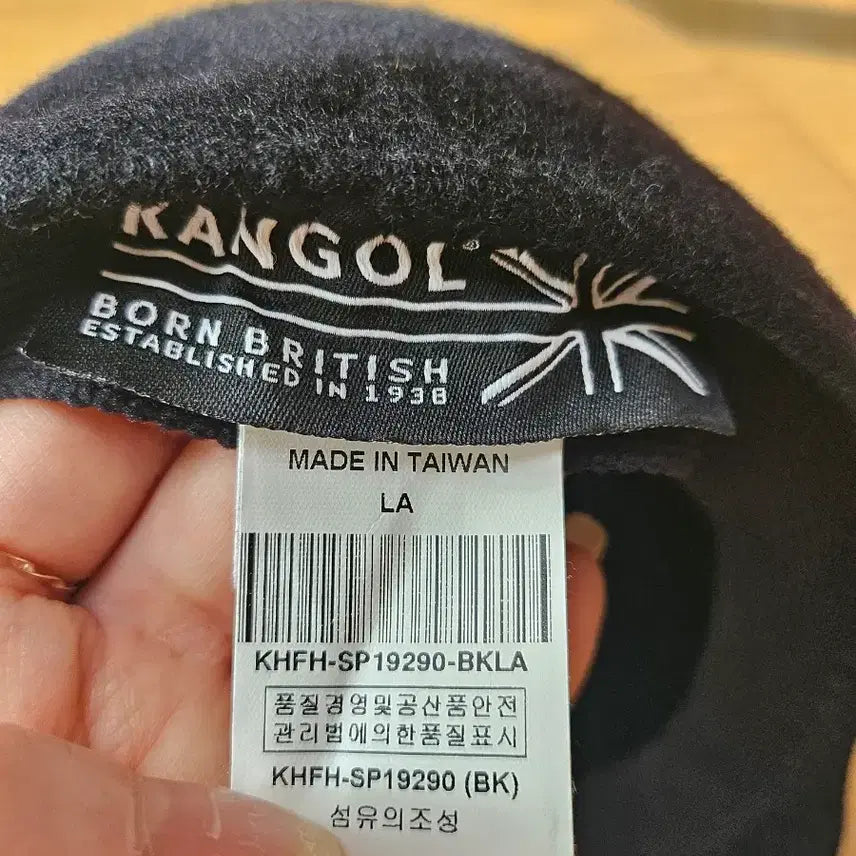 KANGOL®
BORN BRITISH
ESTABLISHED IN 1938
MADE IN TAIWAN
LA
KHFH-SP19290-BKLA
품질경영및공산품안전
관리법에의한품질표시
KHFH-SP19290 (BK)
섬유의조성